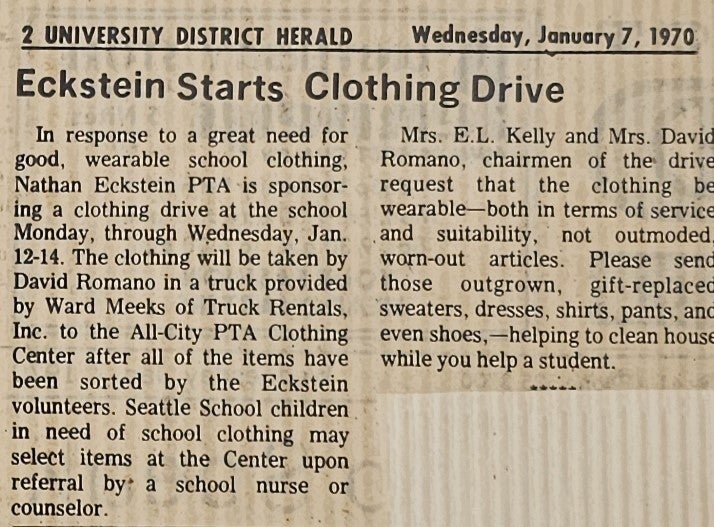 2 UNIVERSITY DISTRICT HERALD Wednesday, January 7, 1970
Eckstein Starts Clothing Drive
In response to a great need for
good, wearable school clothing,
Nathan Eckstein PTA is sponsor-
ing a clothing drive at the school
Monday, through Wednesday, Jan.
12-14. The clothing will be taken by
David Romano in a truck provided
by Ward Meeks of Truck Rentals,
Inc. to the All-City PTA Clothing
Center after all of the items have
been sorted by the Eckstein
volunteers. Seattle School children
in need of school clothing may
select items at the Center upon
referral by a school nurse or
counselor.
Mrs. E.L. Kelly and Mrs. David
Romano, chairmen of the drive
request that the clothing be
wearable—both in terms of service
and suitability, not outmoded,
worn-out articles. Please send
those outgrown, gift-replaced
sweaters, dresses, shirts, pants, and
even shoes,—helping to clean house
while you help a student.
*****